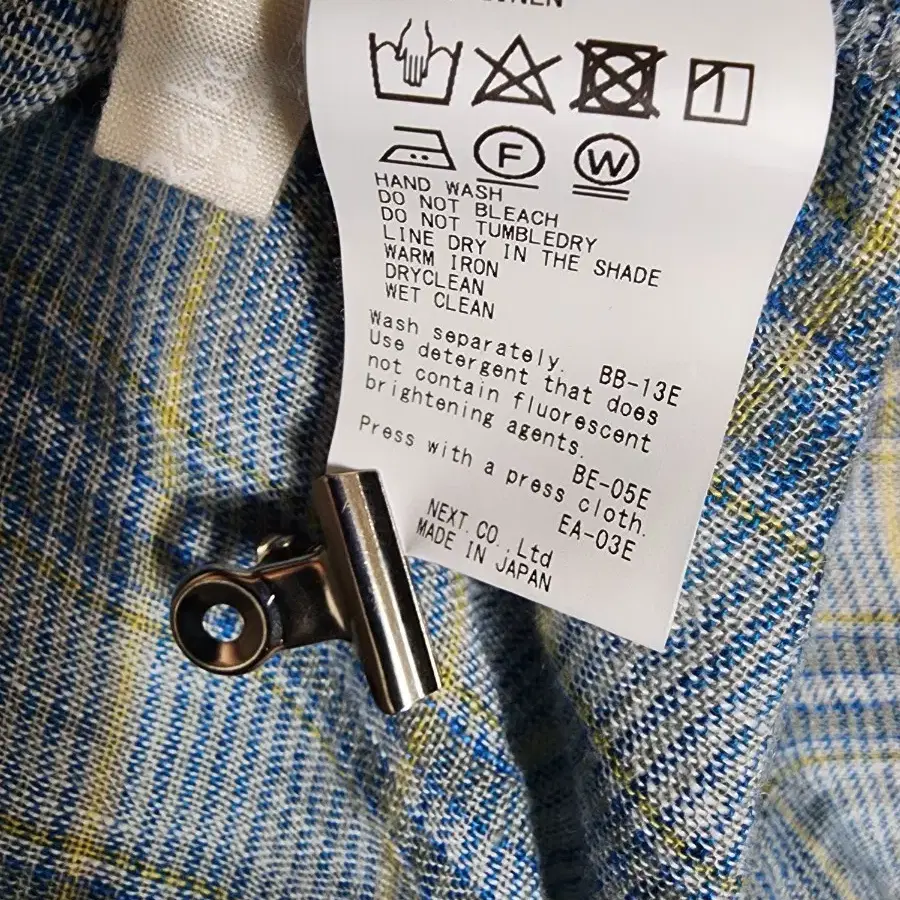 F W
HAND WASH
DO NOT BLEACH
DO NOT TUMBLEDRY
LINE DRY IN THE SHADE
WARM IRON
DRYCLEAN
WET CLEAN
Wash separately. BB-13E
Use detergent that does
not contain fluorescent
brightening agents.
BE-05E
Press with a press cloth.
EA-03E
NEXT.CO.,Ltd
MADE IN JAPAN